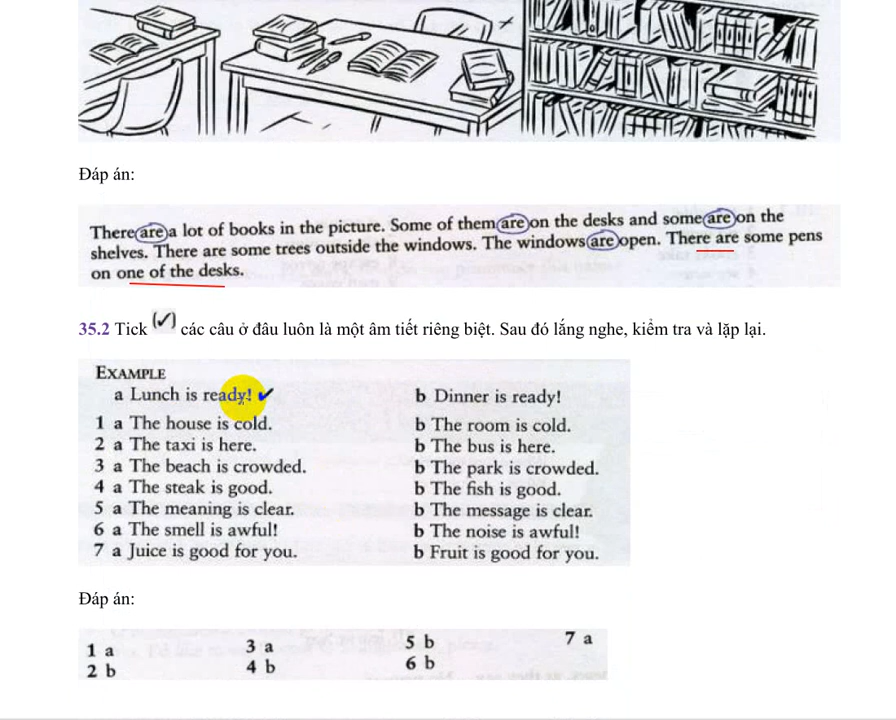 Đáp án:
There are a lot of books in the picture. Some of them are on the desks and some are on the
shelves. There are some trees outside the windows. The windows are open. There are some pens
on one of the desks.
35.2 Tick (✓) các câu ở đâu luôn là một âm tiết riêng biệt. Sau đó lắng nghe, kiểm tra và lặp lại.
EXAMPLE
a Lunch is ready! ✔ b Dinner is ready!
1 a The house is cold. b The room is cold.
2 a The taxi is here. b The bus is here.
3 a The beach is crowded. b The park is crowded.
4 a The steak is good. b The fish is good.
5 a The meaning is clear. b The message is clear.
6 a The smell is awful! b The noise is awful!
7 a Juice is good for you. b Fruit is good for you.
Đáp án:
1 a 3 a 5 b 7 a
2 b 4 b 6 b